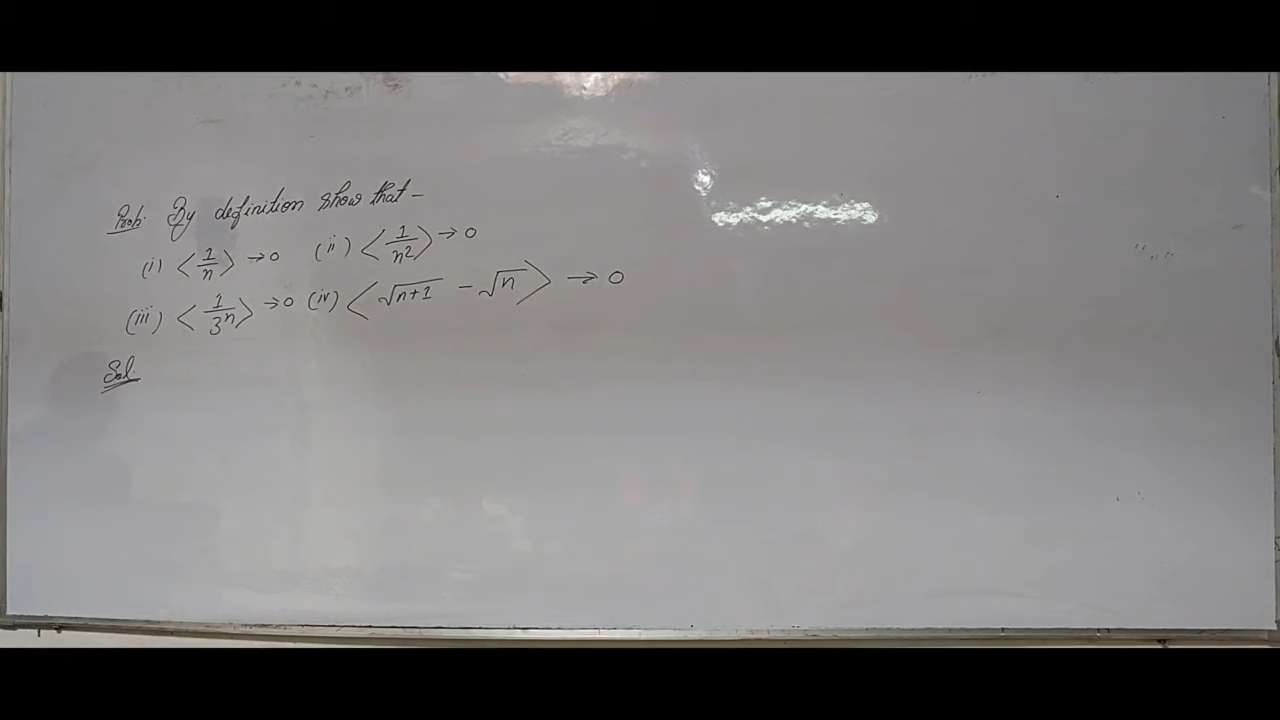 Prob: By definition show that -
(i) <1/n> → 0 (ii) <1/n²> → 0
(iii) <1/3ⁿ> → 0 (iv) <√n+1 - √n> → 0
Sol.